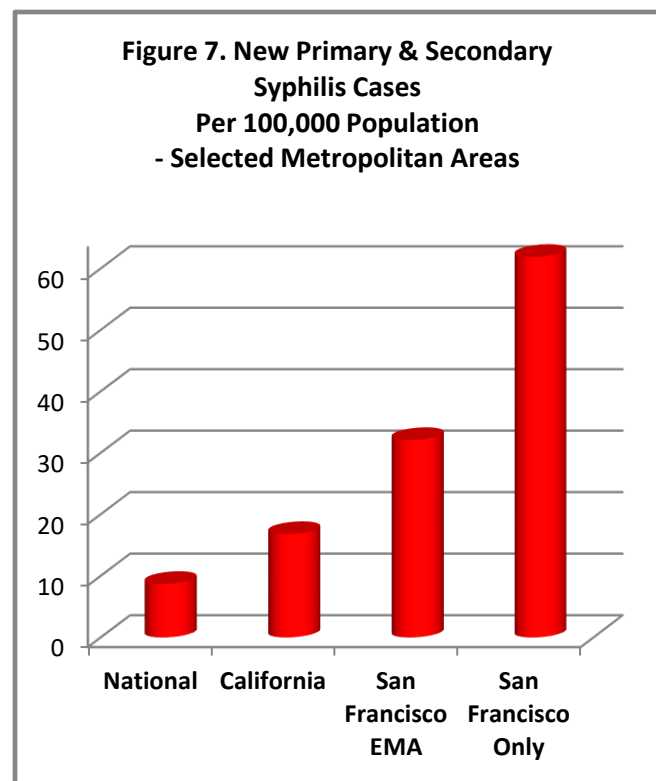 Figure 7. New Primary & Secondary
Syphilis Cases
Per 100,000 Population
- Selected Metropolitan Areas
60
50
40
30
20
10
0
National California San Francisco EMA San Francisco Only